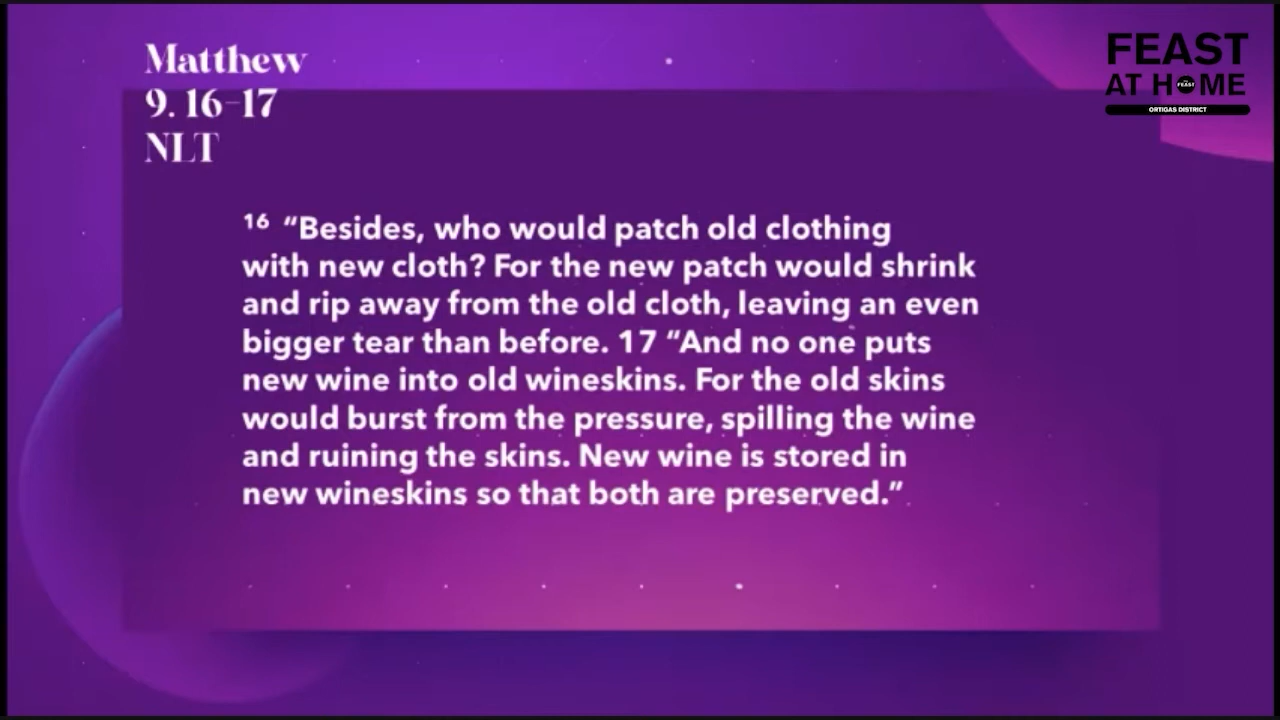 Matthew
9. 16-17
NLT
FEAST
AT HOME
FEAST
ORTIGAS DISTRICT
16 “Besides, who would patch old clothing
with new cloth? For the new patch would shrink
and rip away from the old cloth, leaving an even
bigger tear than before. 17 “And no one puts
new wine into old wineskins. For the old skins
would burst from the pressure, spilling the wine
and ruining the skins. New wine is stored in
new wineskins so that both are preserved.”